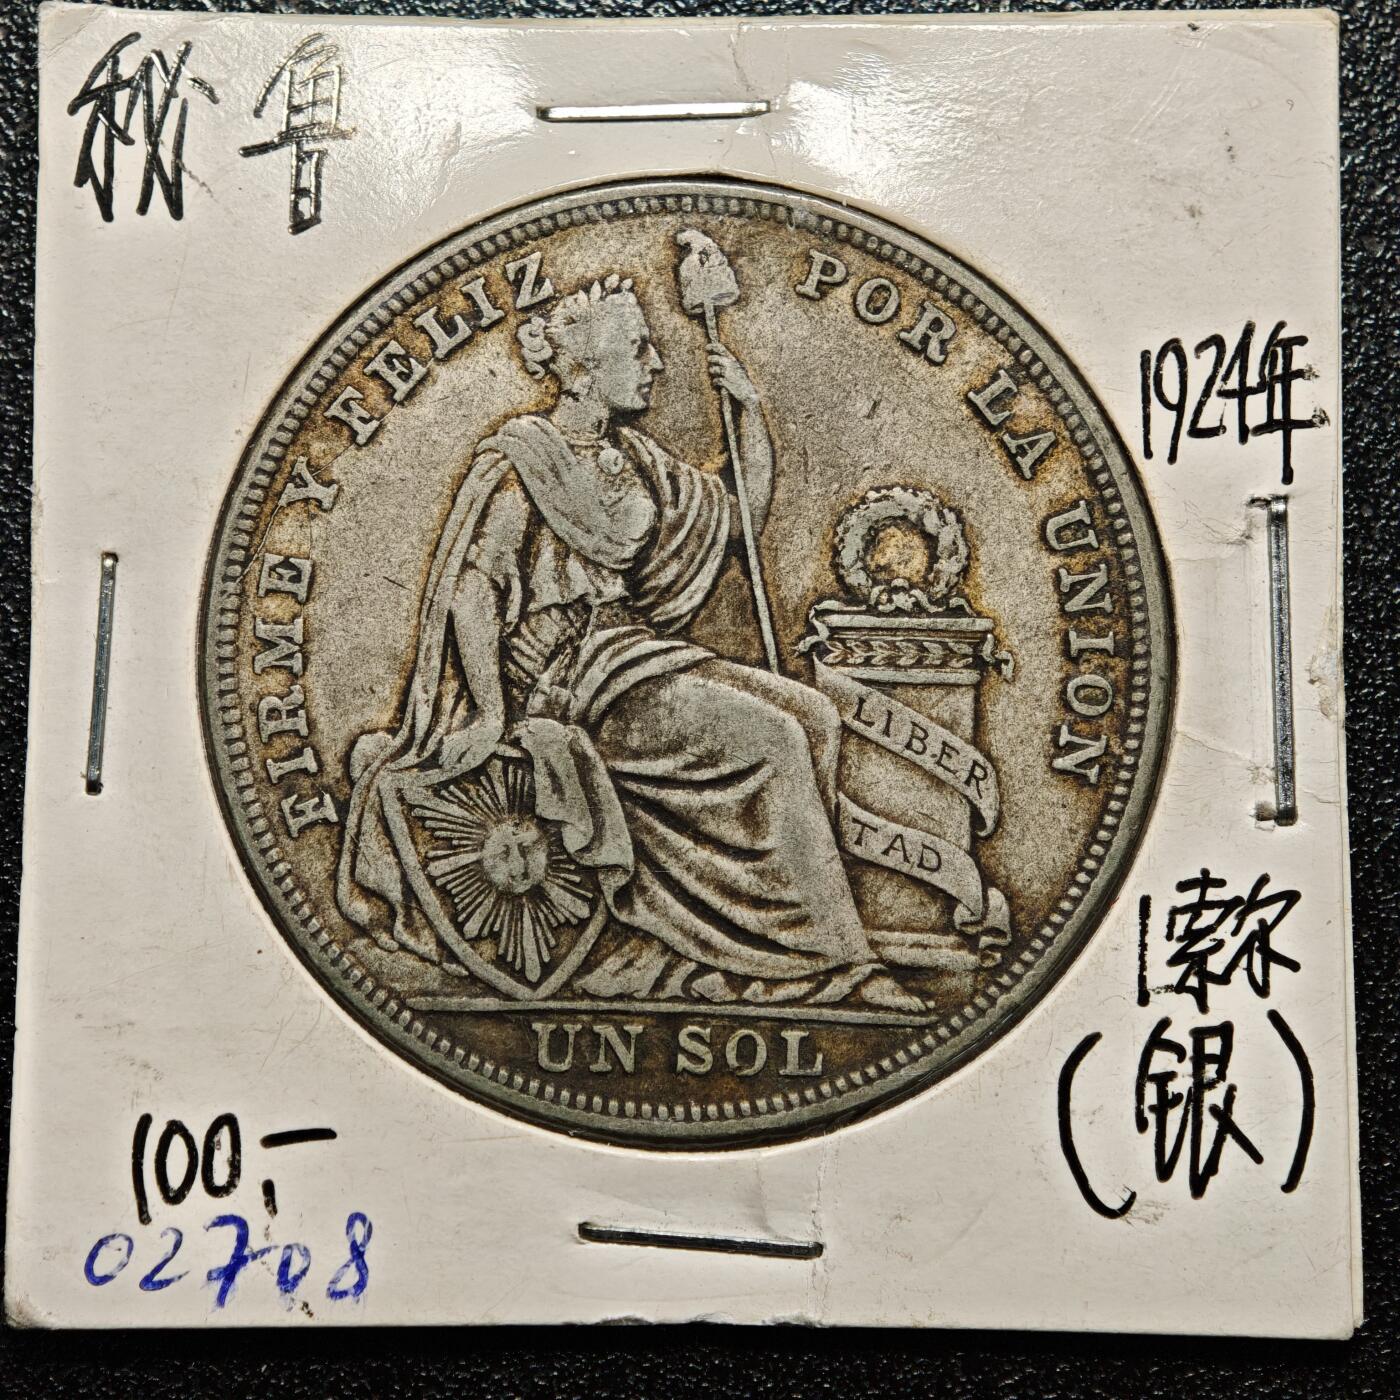 秘鲁
FIRME Y FELIZ POR LA UNION
LIBER
TAD
UN SOL
1924年
1索尔
(银)
100,-
02708